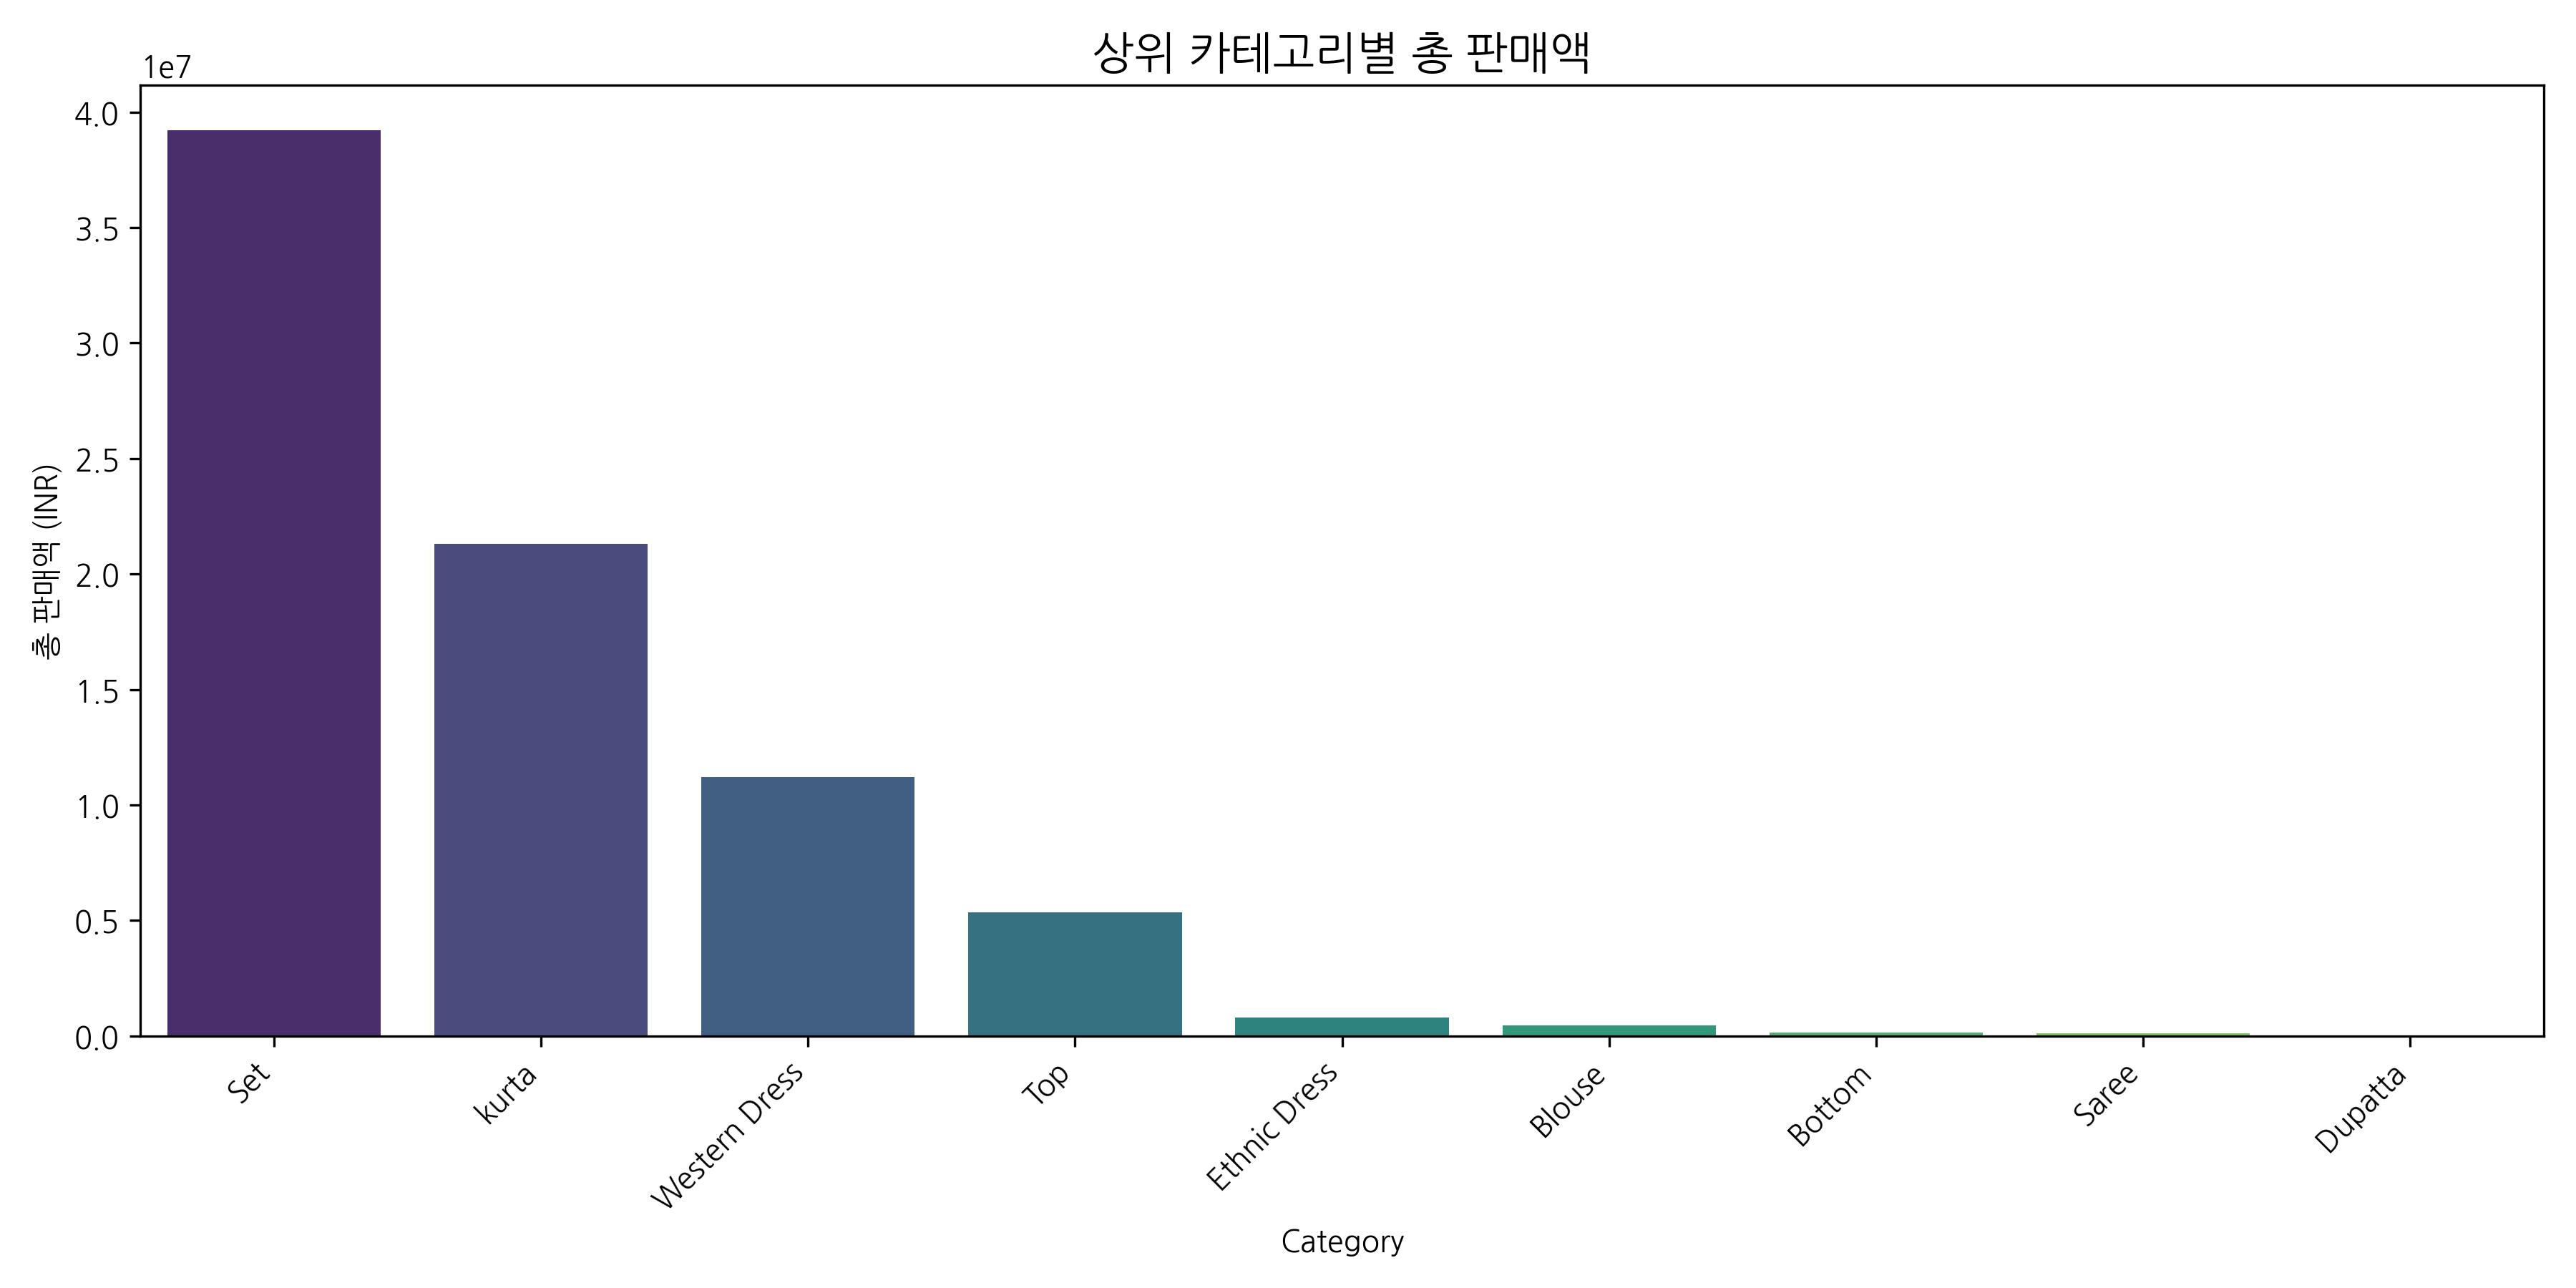 상위 카테고리별 총 판매액
1e7
4.0
3.5
3.0
2.5
2.0
1.5
1.0
0.5
0.0
총 판매액 (INR)
Set
kurta
Western Dress
Top
Ethnic Dress
Blouse
Bottom
Saree
Dupatta
Category